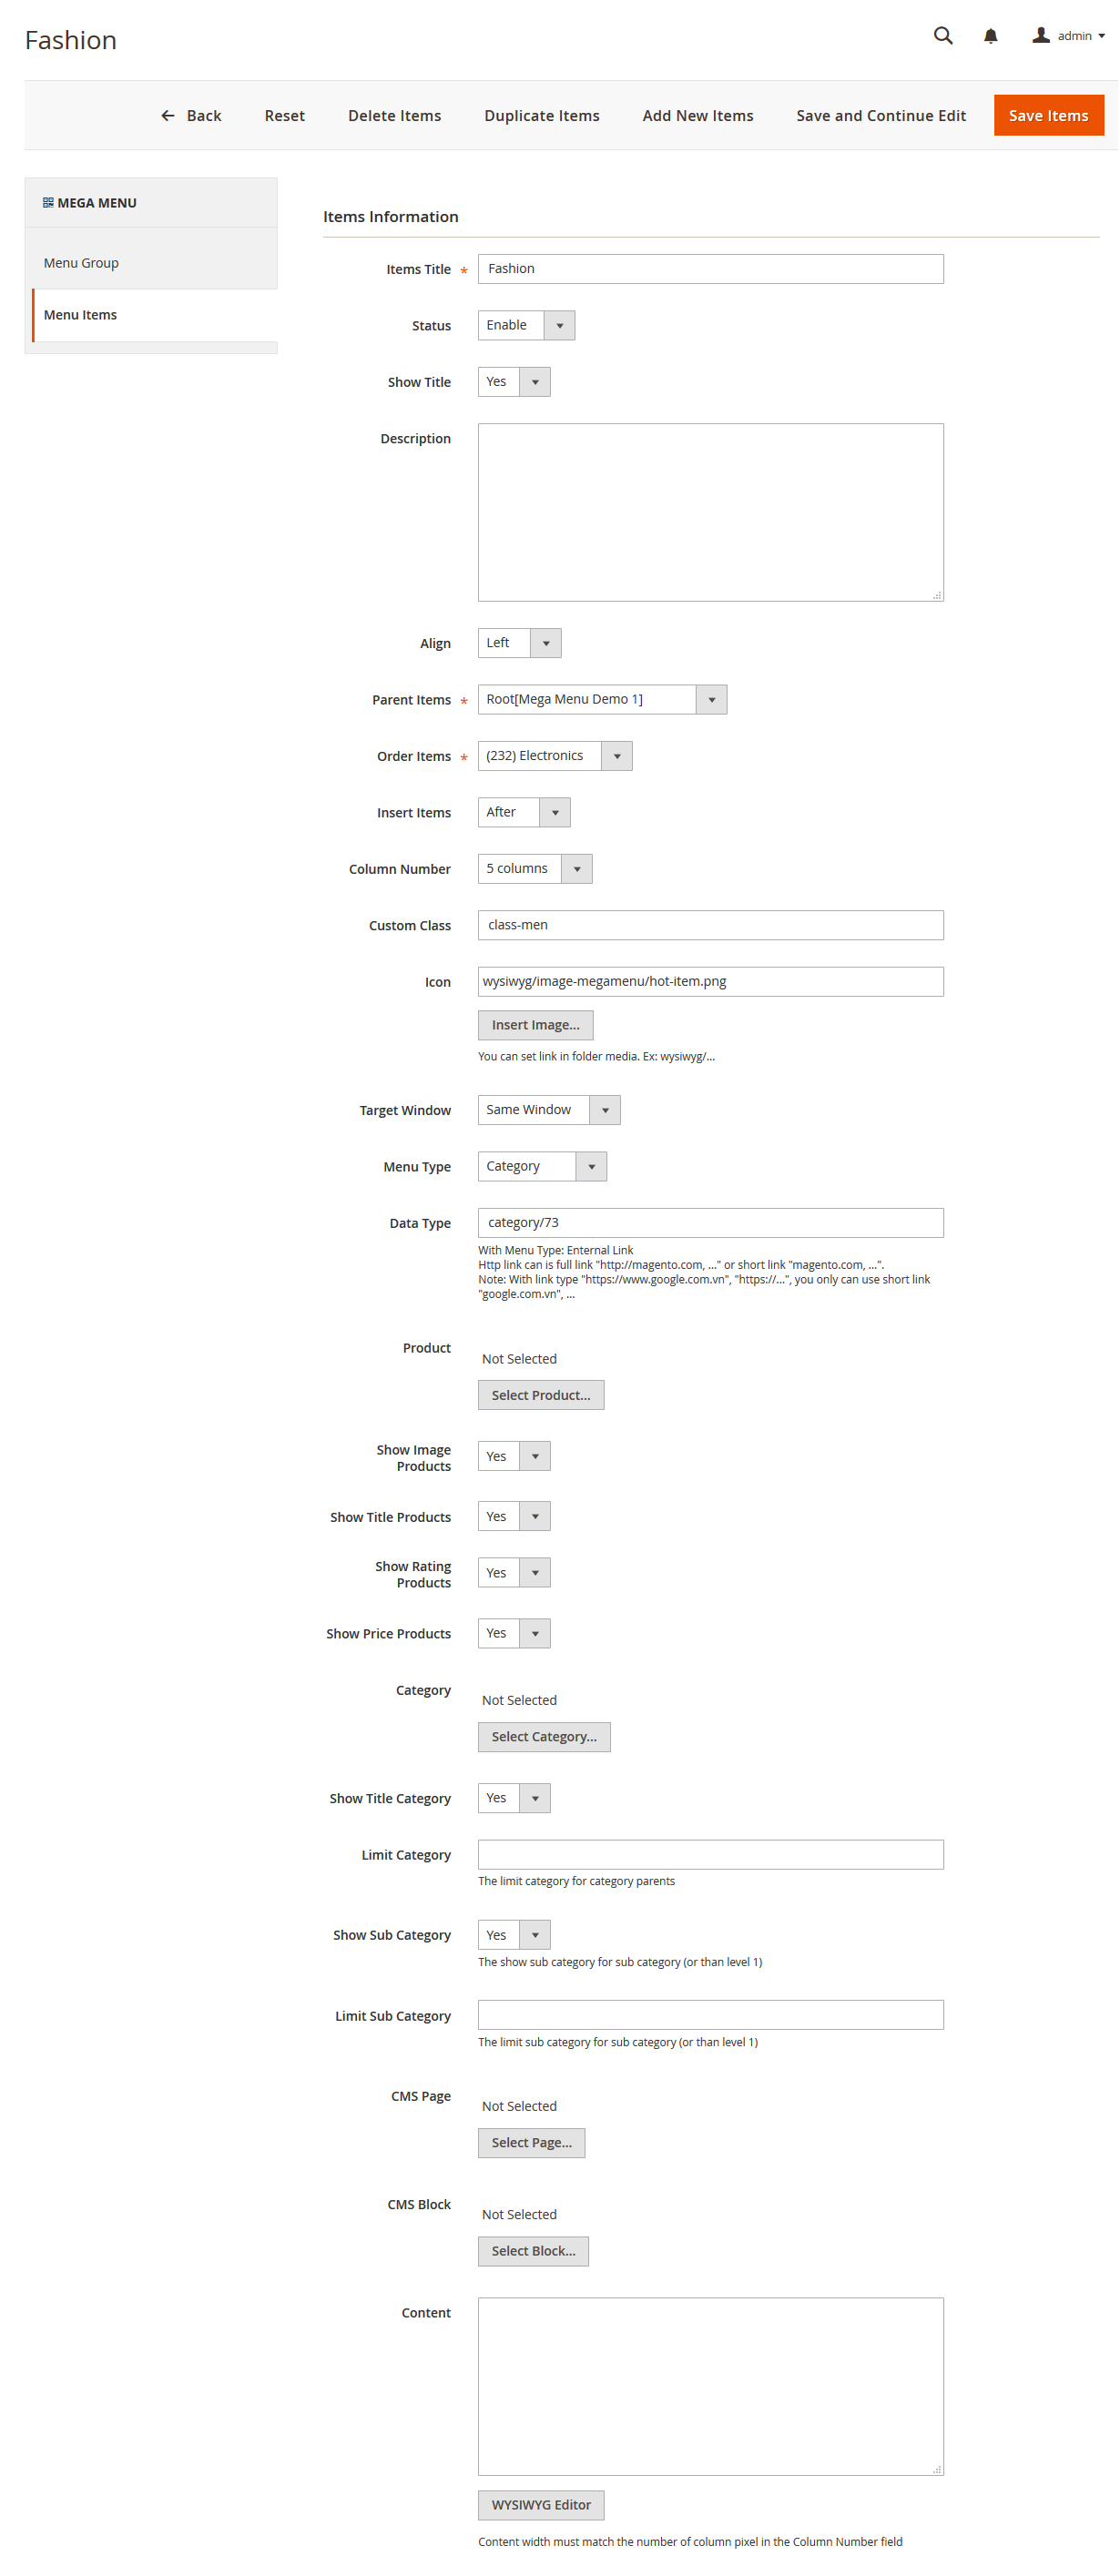 Fashion
admin
Back
Reset
Delete Items
Duplicate Items
Add New Items
Save and Continue Edit
Save Items
MEGA MENU
Menu Group
Menu Items
Items Information
Items Title * Fashion
Status Enable
Show Title Yes
Description
Align Left
Parent Items * Root[Mega Menu Demo 1]
Order Items * (232) Electronics
Insert Items After
Column Number 5 columns
Custom Class class-men
Icon wysiwyg/image-megamenu/hot-item.png
Insert Image...
You can set link in folder media. Ex: wysiwyg/...
Target Window Same Window
Menu Type Category
Data Type category/73
With Menu Type: Enternal Link
Http link can is full link "http://magento.com, ..." or short link "magento.com, ...".
Note: With link type "https://www.google.com.vn", "https://...", you only can use short link
"google.com.vn", ...
Product
Not Selected
Select Product...
Show Image
Products
Yes
Show Title Products Yes
Show Rating
Products
Yes
Show Price Products Yes
Category
Not Selected
Select Category...
Show Title Category Yes
Limit Category
The limit category for category parents
Show Sub Category Yes
The show sub category for sub category (or than level 1)
Limit Sub Category
The limit sub category for sub category (or than level 1)
CMS Page
Not Selected
Select Page...
CMS Block
Not Selected
Select Block...
Content
WYSIWYG Editor
Content width must match the number of column pixel in the Column Number field